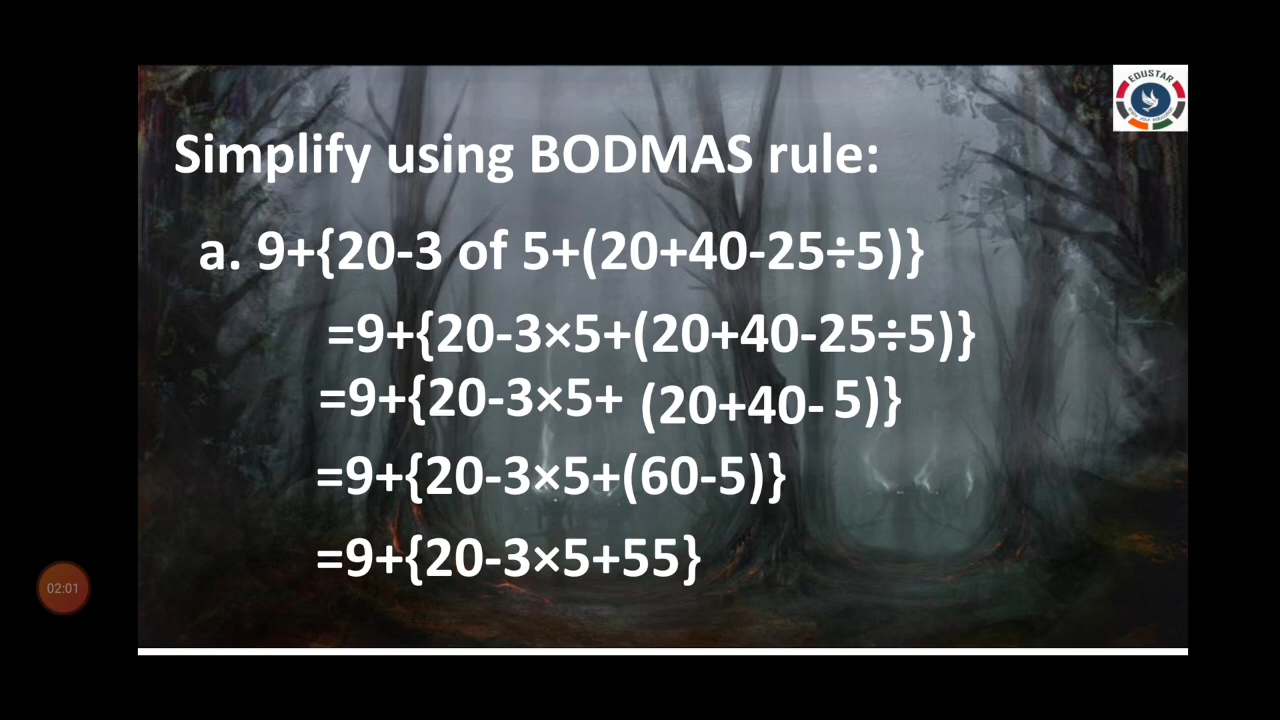 EDUSTAR
Simplify using BODMAS rule:
a. 9+{20-3 of 5+(20+40-25÷5)}
=9+{20-3×5+(20+40-25÷5)}
=9+{20-3×5+ (20+40- 5)}
=9+{20-3×5+(60-5)}
=9+{20-3×5+55}
02:01